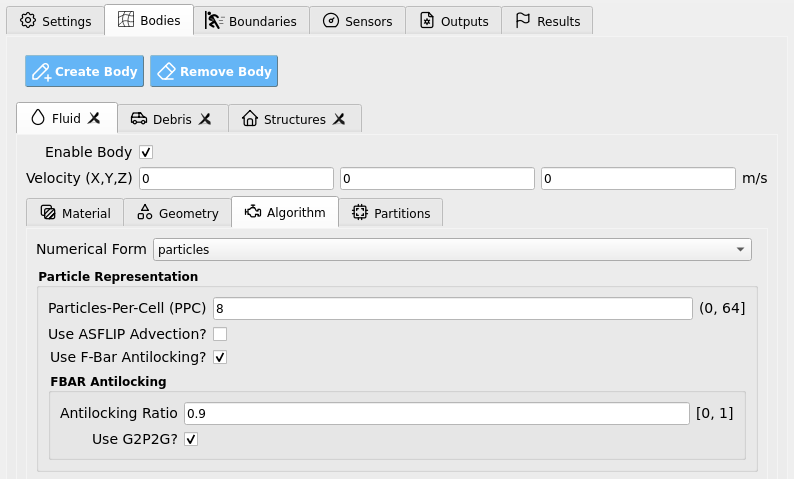 Settings Bodies Boundaries Sensors Outputs Results
Create Body Remove Body
Fluid Debris Structures
Enable Body
Velocity (X,Y,Z) 0 0 0 m/s
Material Geometry Algorithm Partitions
Numerical Form particles
Particle Representation
Particles-Per-Cell (PPC) 8 (0, 64]
Use ASFLIP Advection?
Use F-Bar Antilocking?
FBAR Antilocking
Antilocking Ratio 0.9 [0, 1]
Use G2P2G?